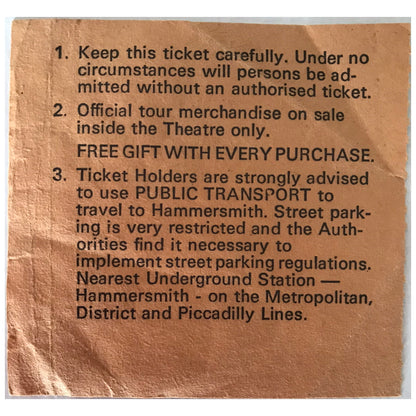 1. Keep this ticket carefully. Under no
circumstances will persons be ad-
mitted without an authorised ticket.
2. Official tour merchandise on sale
inside the Theatre only.
FREE GIFT WITH EVERY PURCHASE.
3. Ticket Holders are strongly advised
to use PUBLIC TRANSPORT to
travel to Hammersmith. Street park-
ing is very restricted and the Auth-
orities find it necessary to
implement street parking regulations.
Nearest Underground Station —
Hammersmith - on the Metropolitan,
District and Piccadilly Lines.